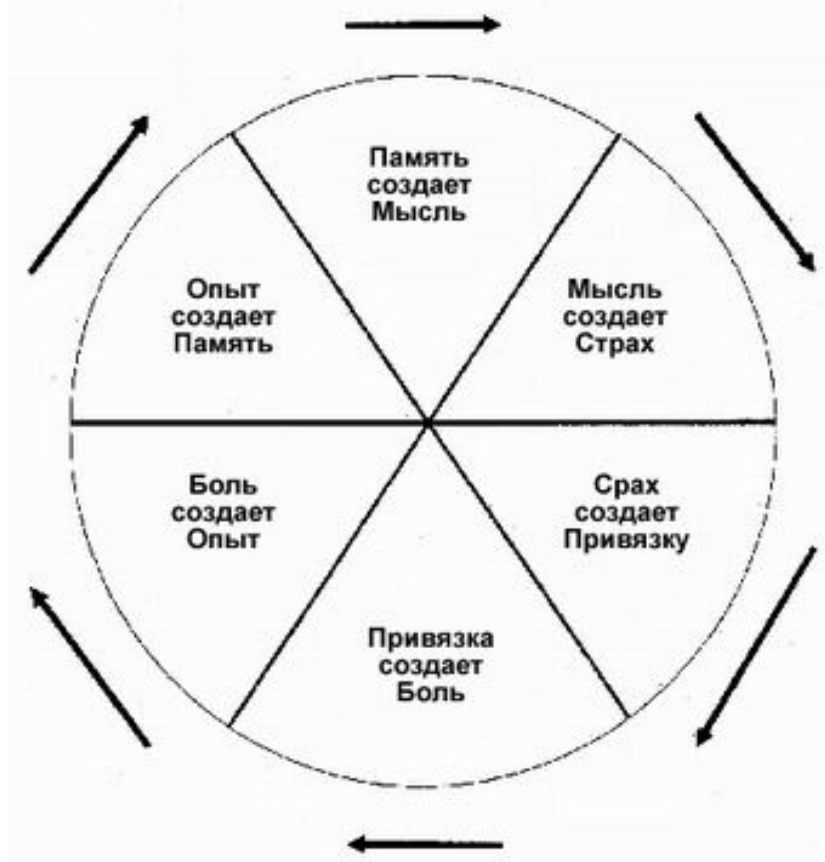 Память
создает
Мысль
Мысль
создает
Страх
Срах
создает
Привязку
Привязка
создает
Боль
Боль
создает
Опыт
Опыт
создает
Память